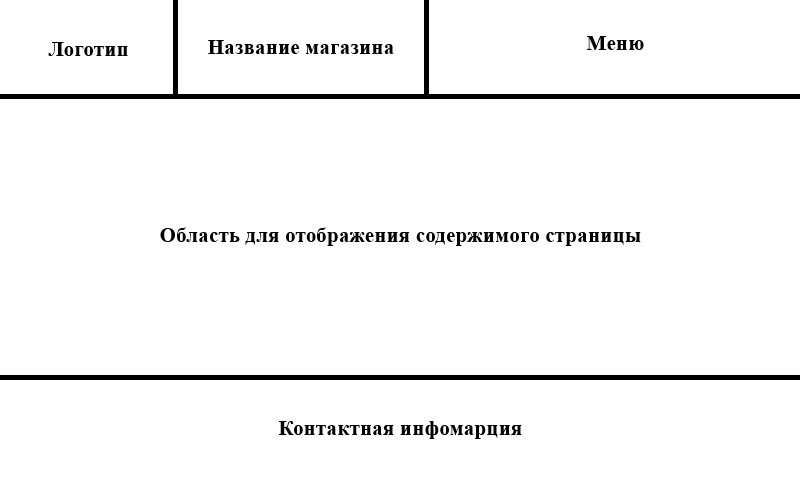 Логотип
Название магазина
Меню
Область для отображения содержимого страницы
Контактная инфомарция